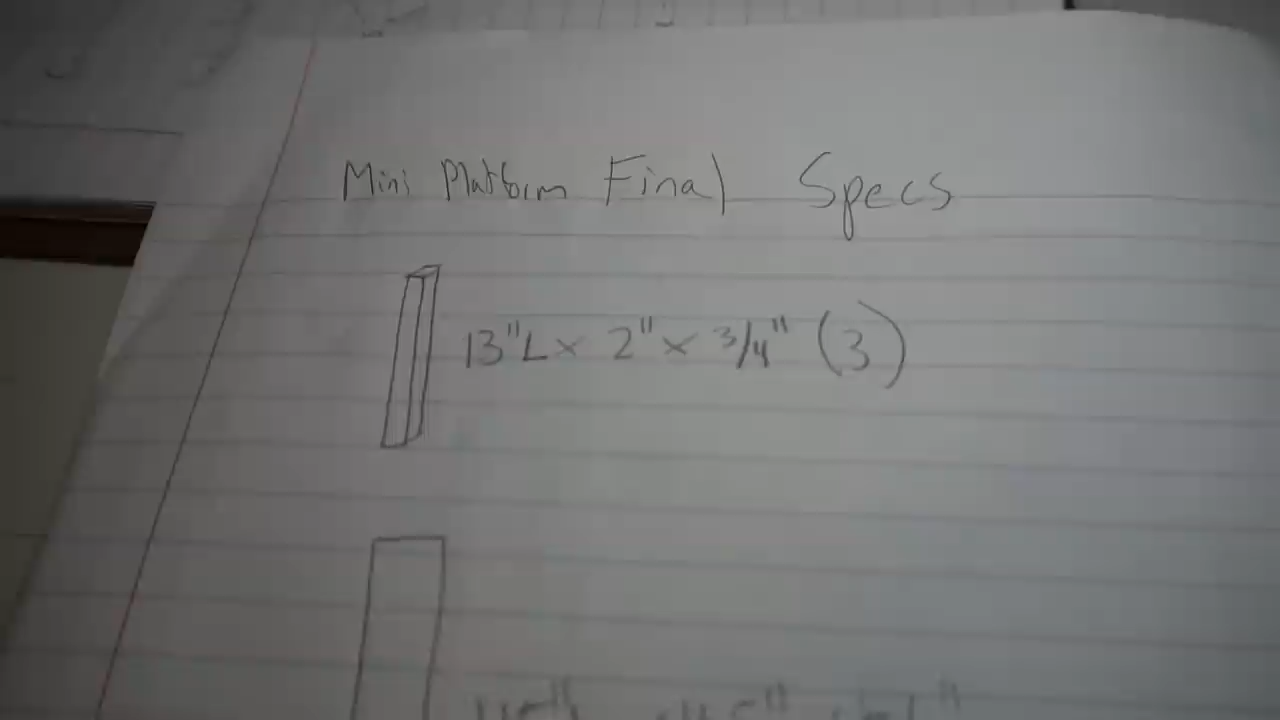 Mini Platform Final Specs
13"L x 2" x 3/4" (3)